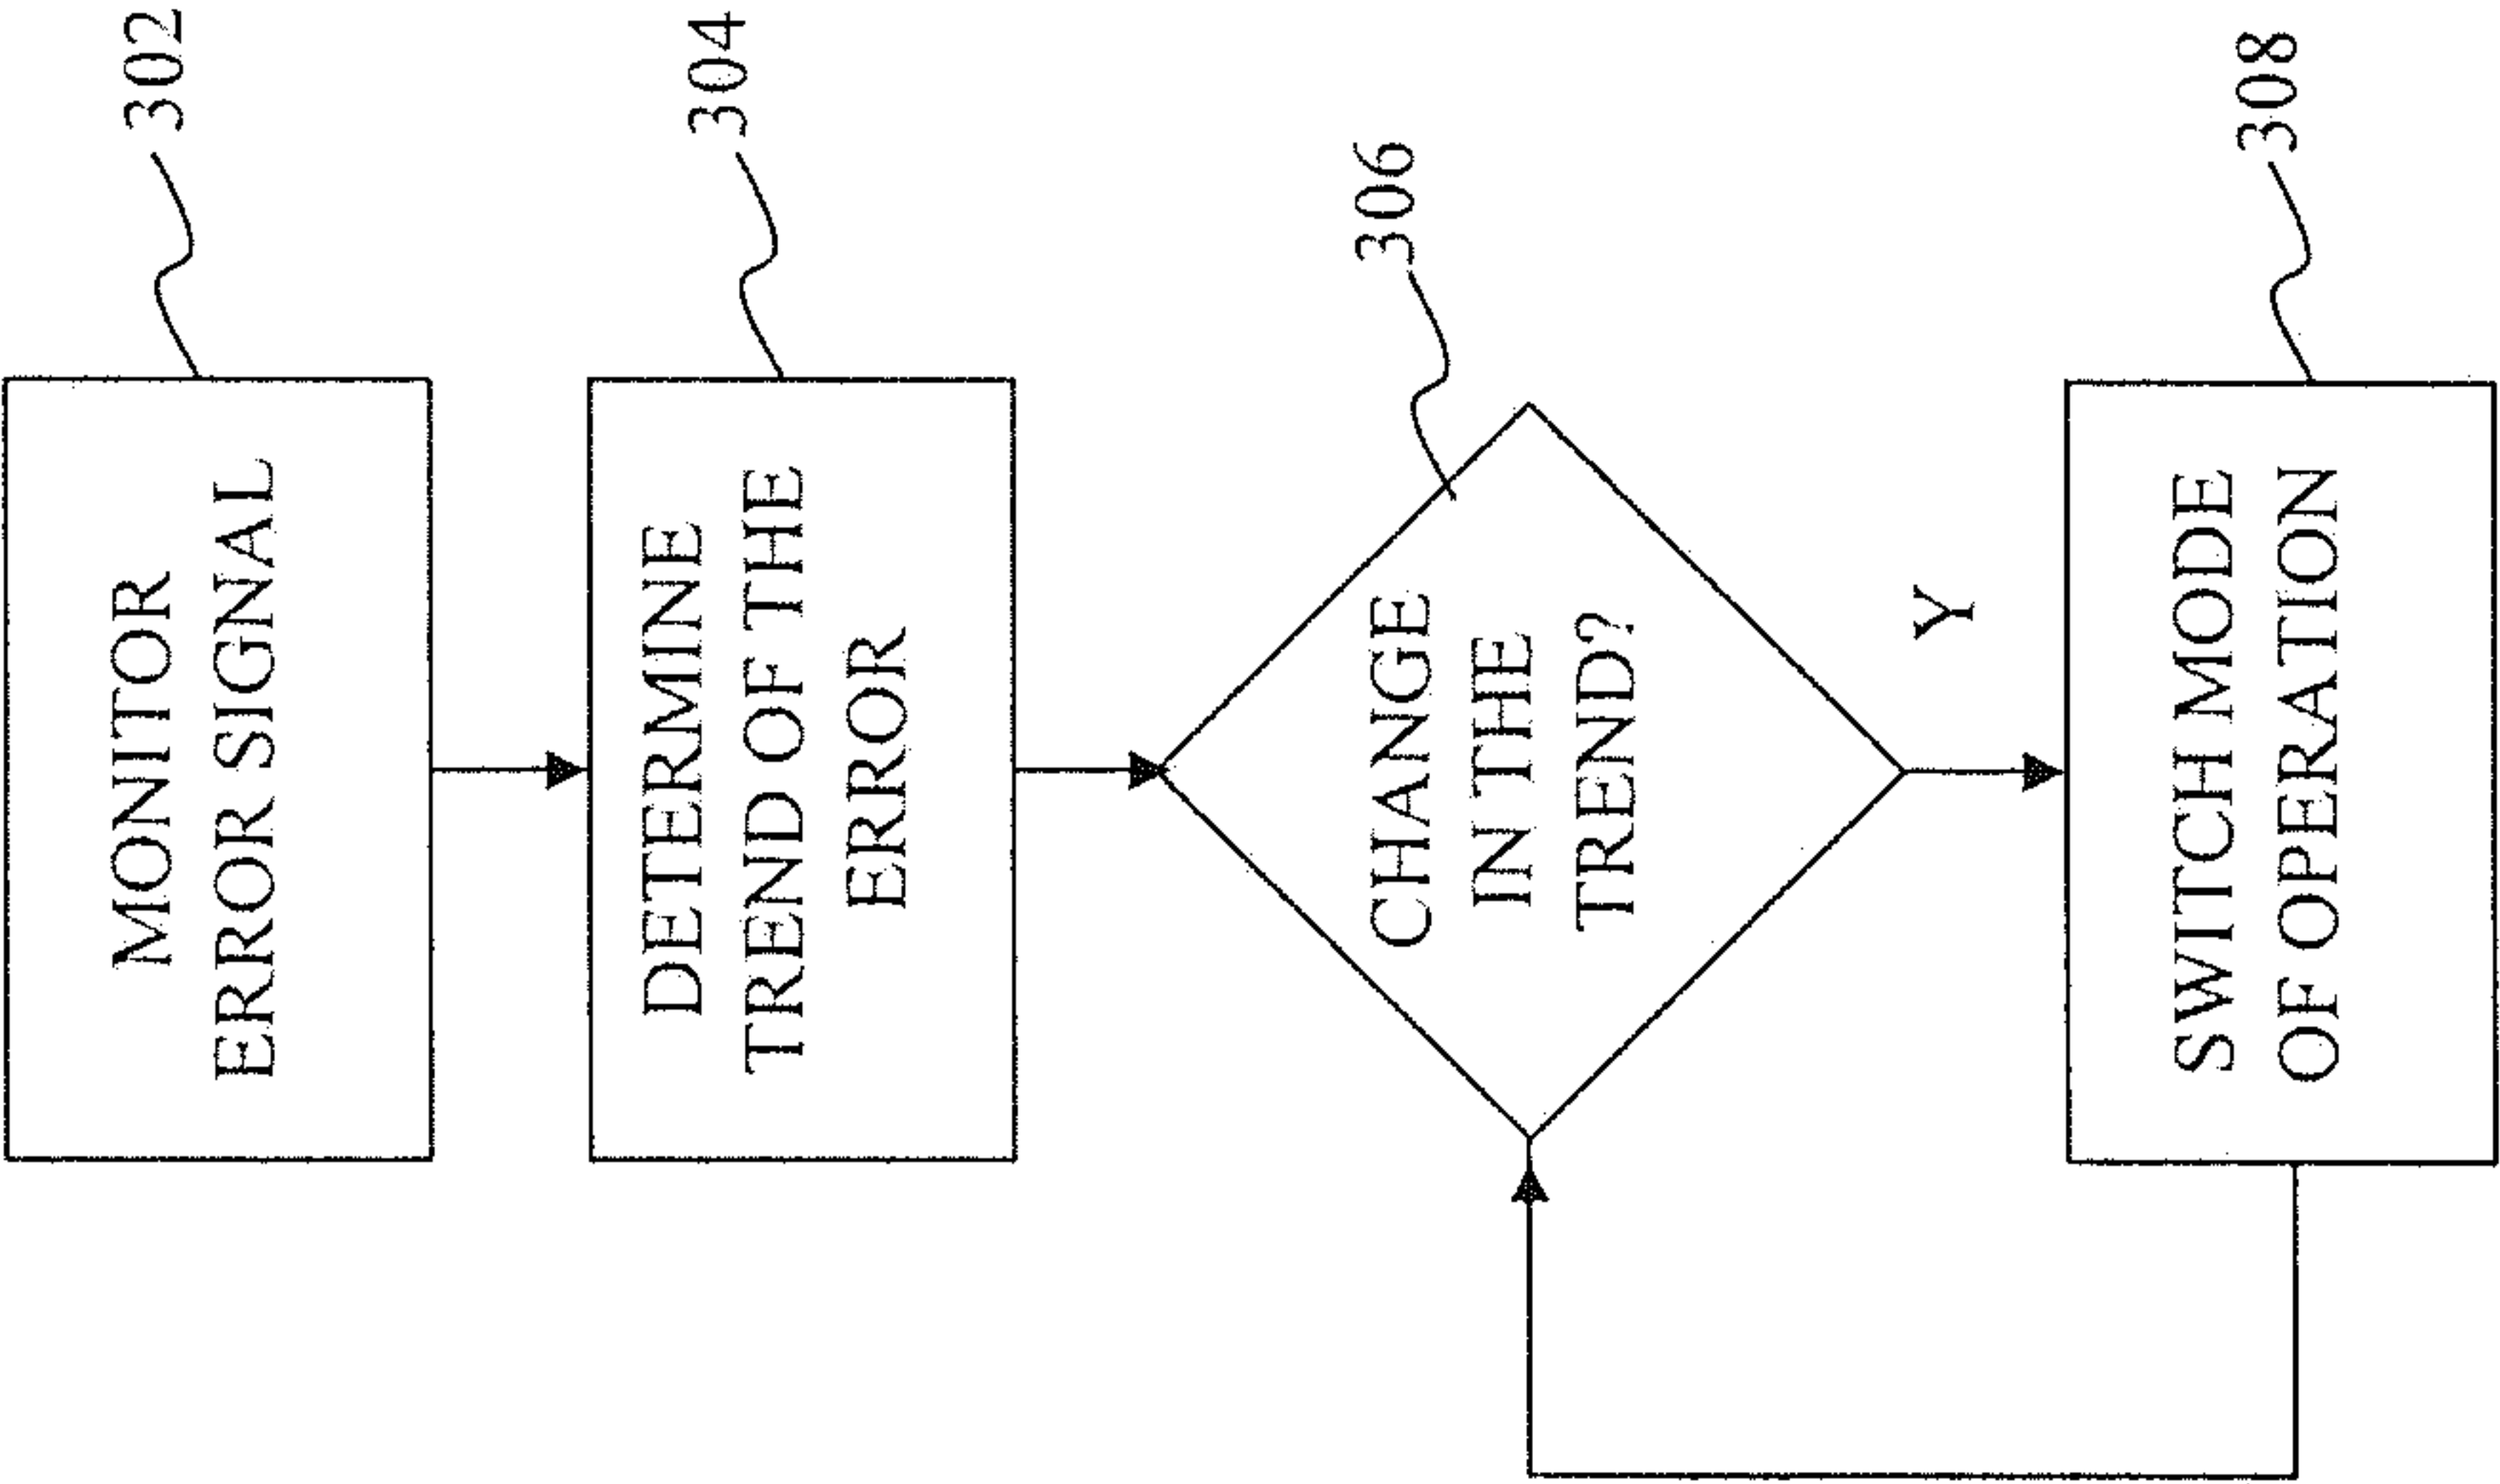 302
MONITOR
ERROR SIGNAL
304
DETERMINE
TREND OF THE
ERROR
306
CHANGE
IN THE
TREND?
Y
308
SWITCH MODE
OF OPERATION